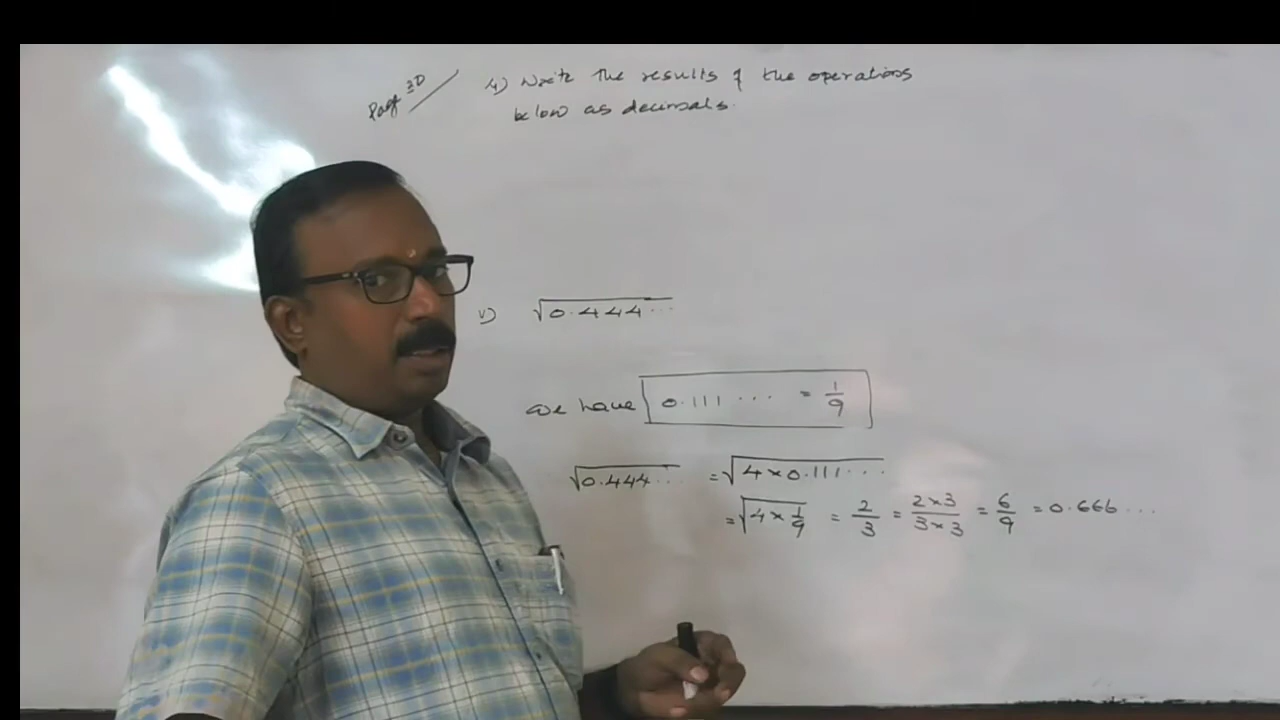 Page 30
4) Write the results of the operations
below as decimals.
v) √0.444...
we have 0.111 ... = 1/9
√0.444... = √4×0.111...
= √4×1/9 = 2/3 = 2×3/3×3 = 6/9 = 0.666...